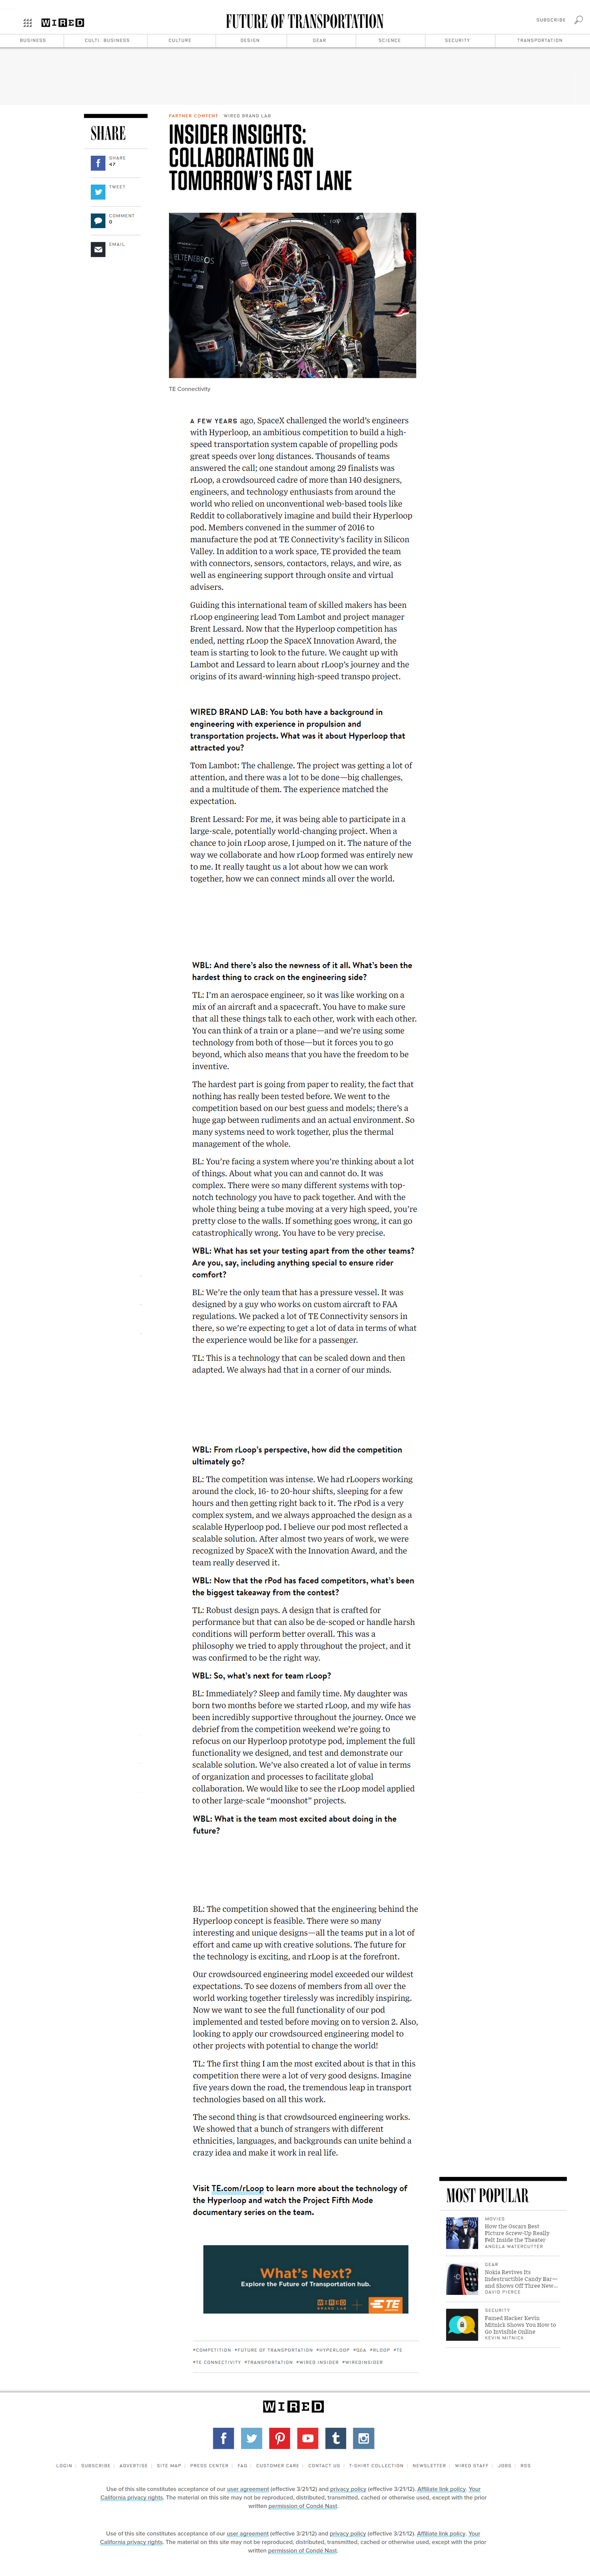 WIRED
FUTURE OF TRANSPORTATION
SUBSCRIBE
BUSINESS
CULTI BUSINESS
CULTURE
DESIGN
GEAR
SCIENCE
SECURITY
TRANSPORTATION
SHARE
SHARE
47
TWEET
COMMENT
0
EMAIL
PARTNER CONTENT WIRED BRAND LAB
INSIDER INSIGHTS:
COLLABORATING ON
TOMORROW'S FAST LANE
TE Connectivity
A FEW YEARS ago, SpaceX challenged the world's engineers
with Hyperloop, an ambitious competition to build a high-
speed transportation system capable of propelling pods
great speeds over long distances. Thousands of teams
answered the call; one standout among 29 finalists was
rLoop, a crowdsourced cadre of more than 140 designers,
engineers, and technology enthusiasts from around the
world who relied on unconventional web-based tools like
Reddit to collaboratively imagine and build their Hyperloop
pod. Members convened in the summer of 2016 to
manufacture the pod at TE Connectivity's facility in Silicon
Valley. In addition to a work space, TE provided the team
with connectors, sensors, contactors, relays, and wire, as
well as engineering support through onsite and virtual
advisers.
Guiding this international team of skilled makers has been
rLoop engineering lead Tom Lambot and project manager
Brent Lessard. Now that the Hyperloop competition has
ended, netting rLoop the SpaceX Innovation Award, the
team is starting to look to the future. We caught up with
Lambot and Lessard to learn about rLoop's journey and the
origins of its award-winning high-speed transpo project.
WIRED BRAND LAB: You both have a background in
engineering with experience in propulsion and
transportation projects. What was it about Hyperloop that
attracted you?
Tom Lambot: The challenge. The project was getting a lot of
attention, and there was a lot to be done—big challenges,
and a multitude of them. The experience matched the
expectation.
Brent Lessard: For me, it was being able to participate in a
large-scale, potentially world-changing project. When a
chance to join rLoop arose, I jumped on it. The nature of the
way we collaborate and how rLoop formed was entirely new
to me. It really taught us a lot about how we can work
together, how we can connect minds all over the world.
WBL: And there's also the newness of it all. What's been the
hardest thing to crack on the engineering side?
TL: I'm an aerospace engineer, so it was like working on a
mix of an aircraft and a spacecraft. You have to make sure
that all these things talk to each other, work with each other.
You can think of a train or a plane—and we're using some
technology from both of those—but it forces you to go
beyond, which also means that you have the freedom to be
inventive.
The hardest part is going from paper to reality, the fact that
nothing has really been tested before. We went to the
competition based on our best guess and models; there's a
huge gap between rudiments and an actual environment. So
many systems need to work together, plus the thermal
management of the whole.
BL: You're facing a system where you're thinking about a lot
of things. About what you can and cannot do. It was
complex. There were so many different systems with top-
notch technology you have to pack together. And with the
whole thing being a tube moving at a very high speed, you're
pretty close to the walls. If something goes wrong, it can go
catastrophically wrong. You have to be very precise.
WBL: What has set your testing apart from the other teams?
Are you, say, including anything special to ensure rider
comfort?
BL: We're the only team that has a pressure vessel. It was
designed by a guy who works on custom aircraft to FAA
regulations. We packed a lot of TE Connectivity sensors in
there, so we're expecting to get a lot of data in terms of what
the experience would be like for a passenger.
TL: This is a technology that can be scaled down and then
adapted. We always had that in a corner of our minds.
WBL: From rLoop's perspective, how did the competition
ultimately go?
BL: The competition was intense. We had rLoopers working
around the clock, 16- to 20-hour shifts, sleeping for a few
hours and then getting right back to it. The rPod is a very
complex system, and we always approached the design as a
scalable Hyperloop pod. I believe our pod most reflected a
scalable solution. After almost two years of work, we were
recognized by SpaceX with the Innovation Award, and the
team really deserved it.
WBL: Now that the rPod has faced competitors, what's been
the biggest takeaway from the contest?
TL: Robust design pays. A design that is crafted for
performance but that can also be de-scoped or handle harsh
conditions will perform better overall. This was a
philosophy we tried to apply throughout the project, and it
was confirmed to be the right way.
WBL: So, what's next for team rLoop?
BL: Immediately? Sleep and family time. My daughter was
born two months before we started rLoop, and my wife has
been incredibly supportive throughout the journey. Once we
debrief from the competition weekend we're going to
refocus on our Hyperloop prototype pod, implement the full
functionality we designed, and test and demonstrate our
scalable solution. We've also created a lot of value in terms
of organization and processes to facilitate global
collaboration. We would like to see the rLoop model applied
to other large-scale "moonshot" projects.
WBL: What is the team most excited about doing in the
future?
BL: The competition showed that the engineering behind the
Hyperloop concept is feasible. There were so many
interesting and unique designs—all the teams put in a lot of
effort and came up with creative solutions. The future for
the technology is exciting, and rLoop is at the forefront.
Our crowdsourced engineering model exceeded our wildest
expectations. To see dozens of members from all over the
world working together tirelessly was incredibly inspiring.
Now we want to see the full functionality of our pod
implemented and tested before moving on to version 2. Also,
looking to apply our crowdsourced engineering model to
other projects with potential to change the world!
TL: The first thing I am the most excited about is that in this
competition there were a lot of very good designs. Imagine
five years down the road, the tremendous leap in transport
technologies based on all this work.
The second thing is that crowdsourced engineering works.
We showed that a bunch of strangers with different
ethnicities, languages, and backgrounds can unite behind a
crazy idea and make it work in real life.
Visit TE.com/rLoop to learn more about the technology of
the Hyperloop and watch the Project Fifth Mode
documentary series on the team.
What's Next?
Explore the Future of Transportation hub.
WIRED
BRAND LAB
TE
MOST POPULAR
MOVIES
How the Oscars Best
Picture Screw-Up Really
Felt Inside the Theater
ANGELA WATERCUTTER
GEAR
Nokia Revives Its
Indestructible Candy Bar—
and Shows Off Three New...
DAVID PIERCE
SECURITY
Famed Hacker Kevin
Mitnick Shows You How to
Go Invisible Online
KEVIN MITNICK
#COMPETITION #FUTURE OF TRANSPORTATION #HYPERLOOP #QEA #RLOOP #TE
#TE CONNECTIVITY #TRANSPORTATION #WIRED INSIDER #WIREDINSIDER
WIRED
LOGIN SUBSCRIBE ADVERTISE SITE MAP PRESS CENTER FAQ CUSTOMER CARE CONTACT US T-SHIRT COLLECTION NEWSLETTER WIRED STAFF JOBS RSS
Use of this site constitutes acceptance of our user agreement (effective 3/21/12) and privacy policy (effective 3/21/12). Affiliate link policy. Your
California privacy rights. The material on this site may not be reproduced, distributed, transmitted, cached or otherwise used, except with the prior
written permission of Condé Nast.
Use of this site constitutes acceptance of our user agreement (effective 3/21/12) and privacy policy (effective 3/21/12). Affiliate link policy. Your
California privacy rights. The material on this site may not be reproduced, distributed, transmitted, cached or otherwise used, except with the prior
written permission of Condé Nast.